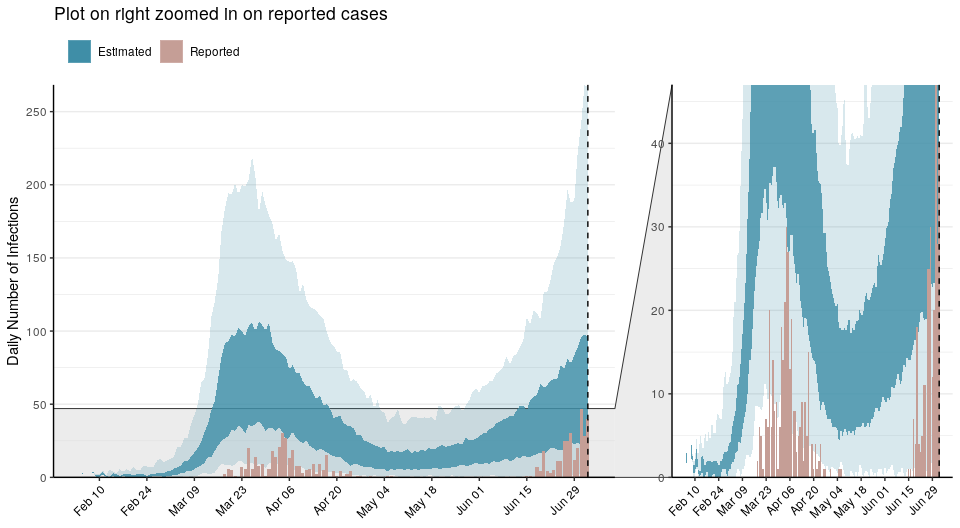 Plot on right zoomed in on reported cases
Estimated
Reported
Daily Number of Infections
250
200
150
100
50
0
Feb 10
Feb 24
Mar 09
Mar 23
Apr 06
Apr 20
May 04
May 18
Jun 01
Jun 15
Jun 29
40
30
20
10
0
Feb 10
Feb 24
Mar 09
Mar 23
Apr 06
Apr 20
May 04
May 18
Jun 01
Jun 15
Jun 29